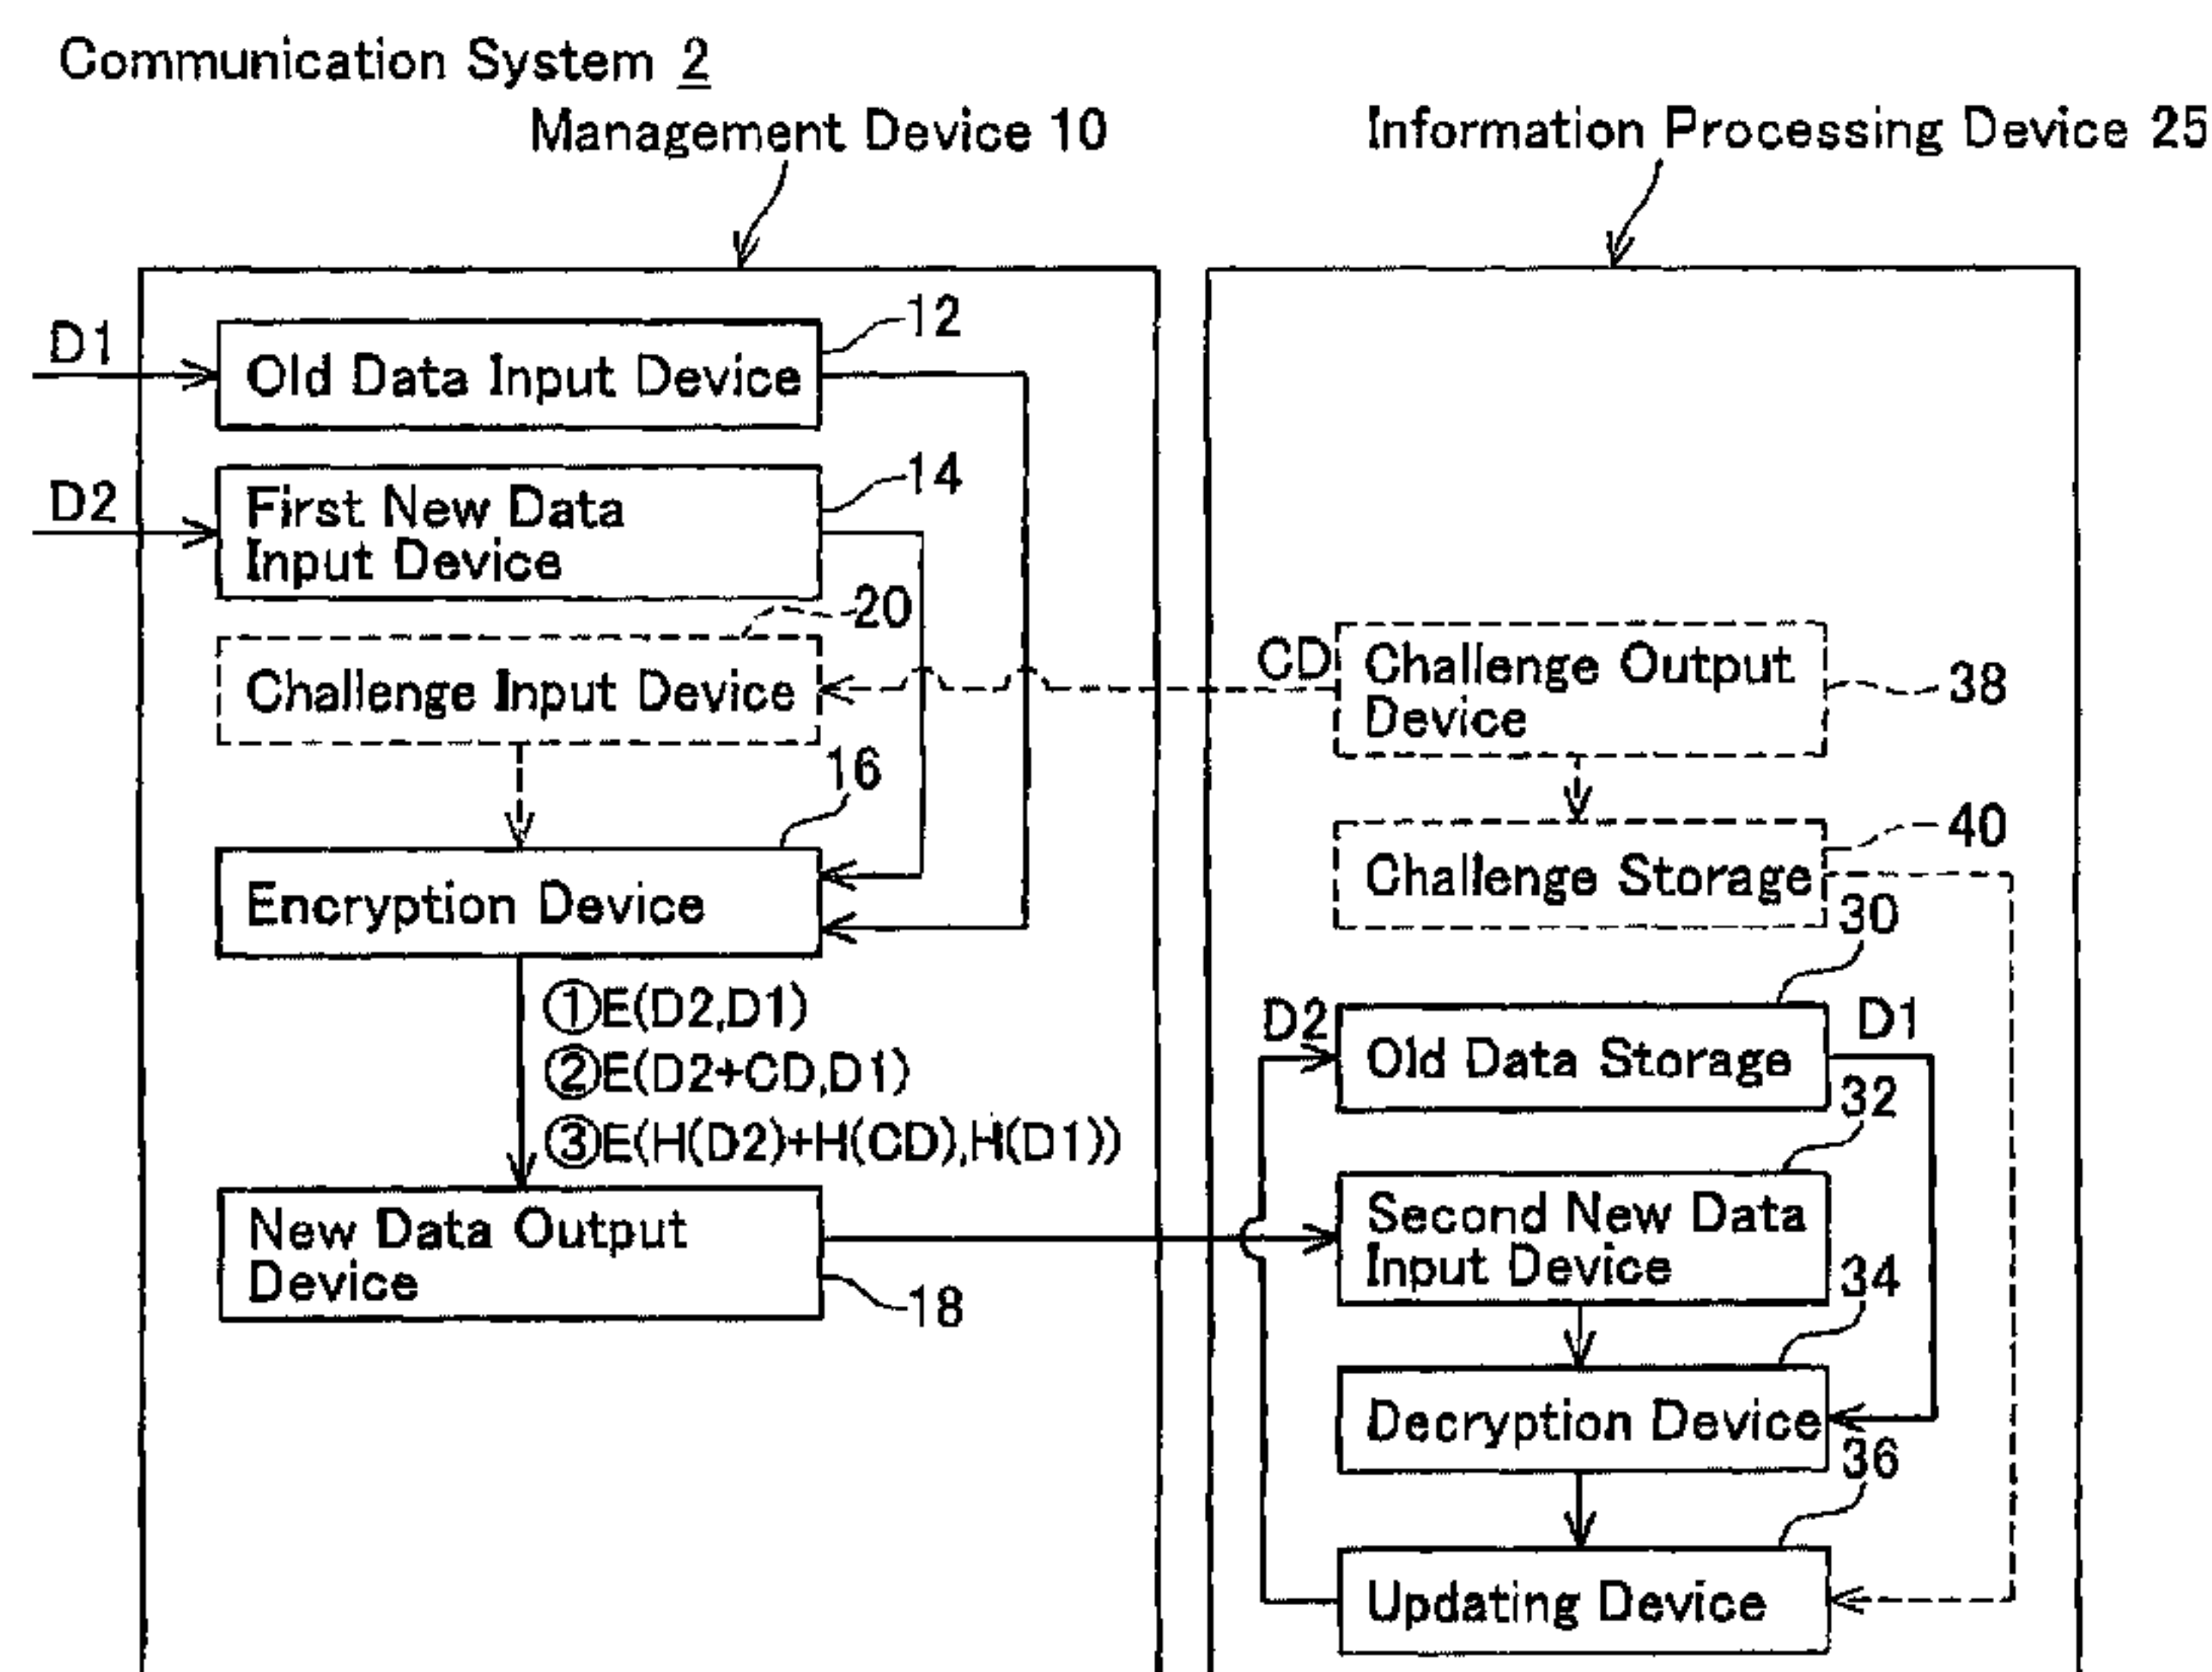 Communication System 2
Management Device 10
Information Processing Device 25
D1
12
Old Data Input Device
D2
14
First New Data
Input Device
20
Challenge Input Device
CD
Challenge Output
Device
38
16
Encryption Device
40
Challenge Storage
①E(D2,D1)
②E(D2+CD,D1)
③E(H(D2)+H(CD),H(D1))
30
D2
Old Data Storage
D1
New Data Output
Device
18
32
Second New Data
Input Device
34
Decryption Device
36
Updating Device